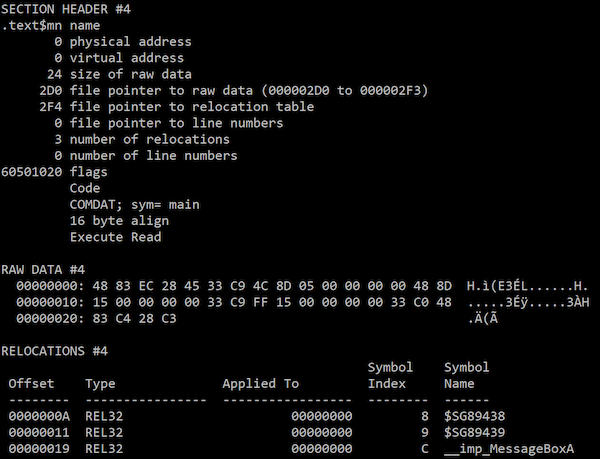 SECTION HEADER #4
.text$mn name
       0 physical address
       0 virtual address
      24 size of raw data
     2D0 file pointer to raw data (000002D0 to 000002F3)
     2F4 file pointer to relocation table
       0 file pointer to line numbers
       3 number of relocations
       0 number of line numbers
60501020 flags
         Code
         COMDAT; sym= main
         16 byte align
         Execute Read
RAW DATA #4
  00000000: 48 83 EC 28 45 33 C9 4C 8D 05 00 00 00 00 48 8D  H.ì(E3ÉL......H.
  00000010: 15 00 00 00 00 33 C9 FF 15 00 00 00 00 33 C0 48  .....3Éÿ.....3ÀH
  00000020: 83 C4 28 C3                                      .Ä(Ã
RELOCATIONS #4
                                                Symbol    Symbol
 Offset    Type              Applied To         Index     Name
 --------  ----------------  -----------------  --------  ------
 0000000A  REL32                      00000000         8  $SG89438
 00000011  REL32                      00000000         9  $SG89439
 00000019  REL32                      00000000         C  __imp_MessageBoxA